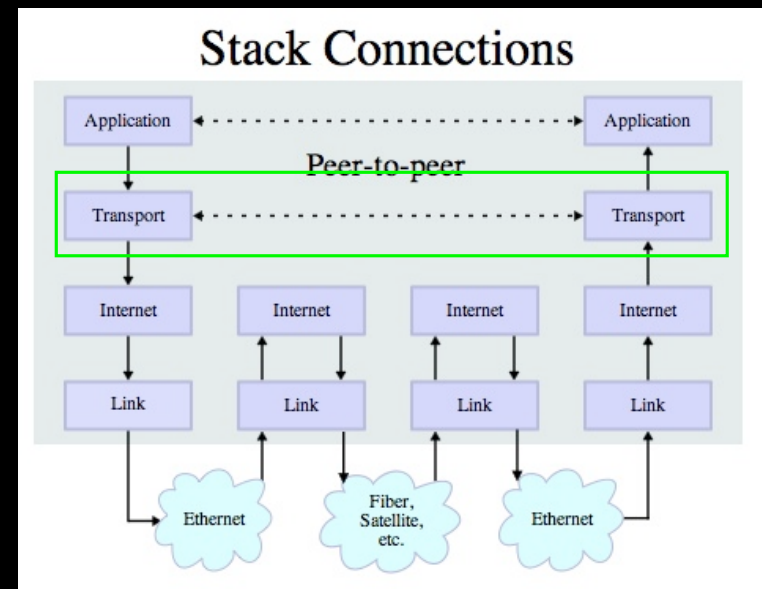 Stack Connections
Application
Application
Peer-to-peer
Transport
Transport
Internet
Internet
Internet
Internet
Link
Link
Link
Link
Ethernet
Fiber,
Satellite,
etc.
Ethernet